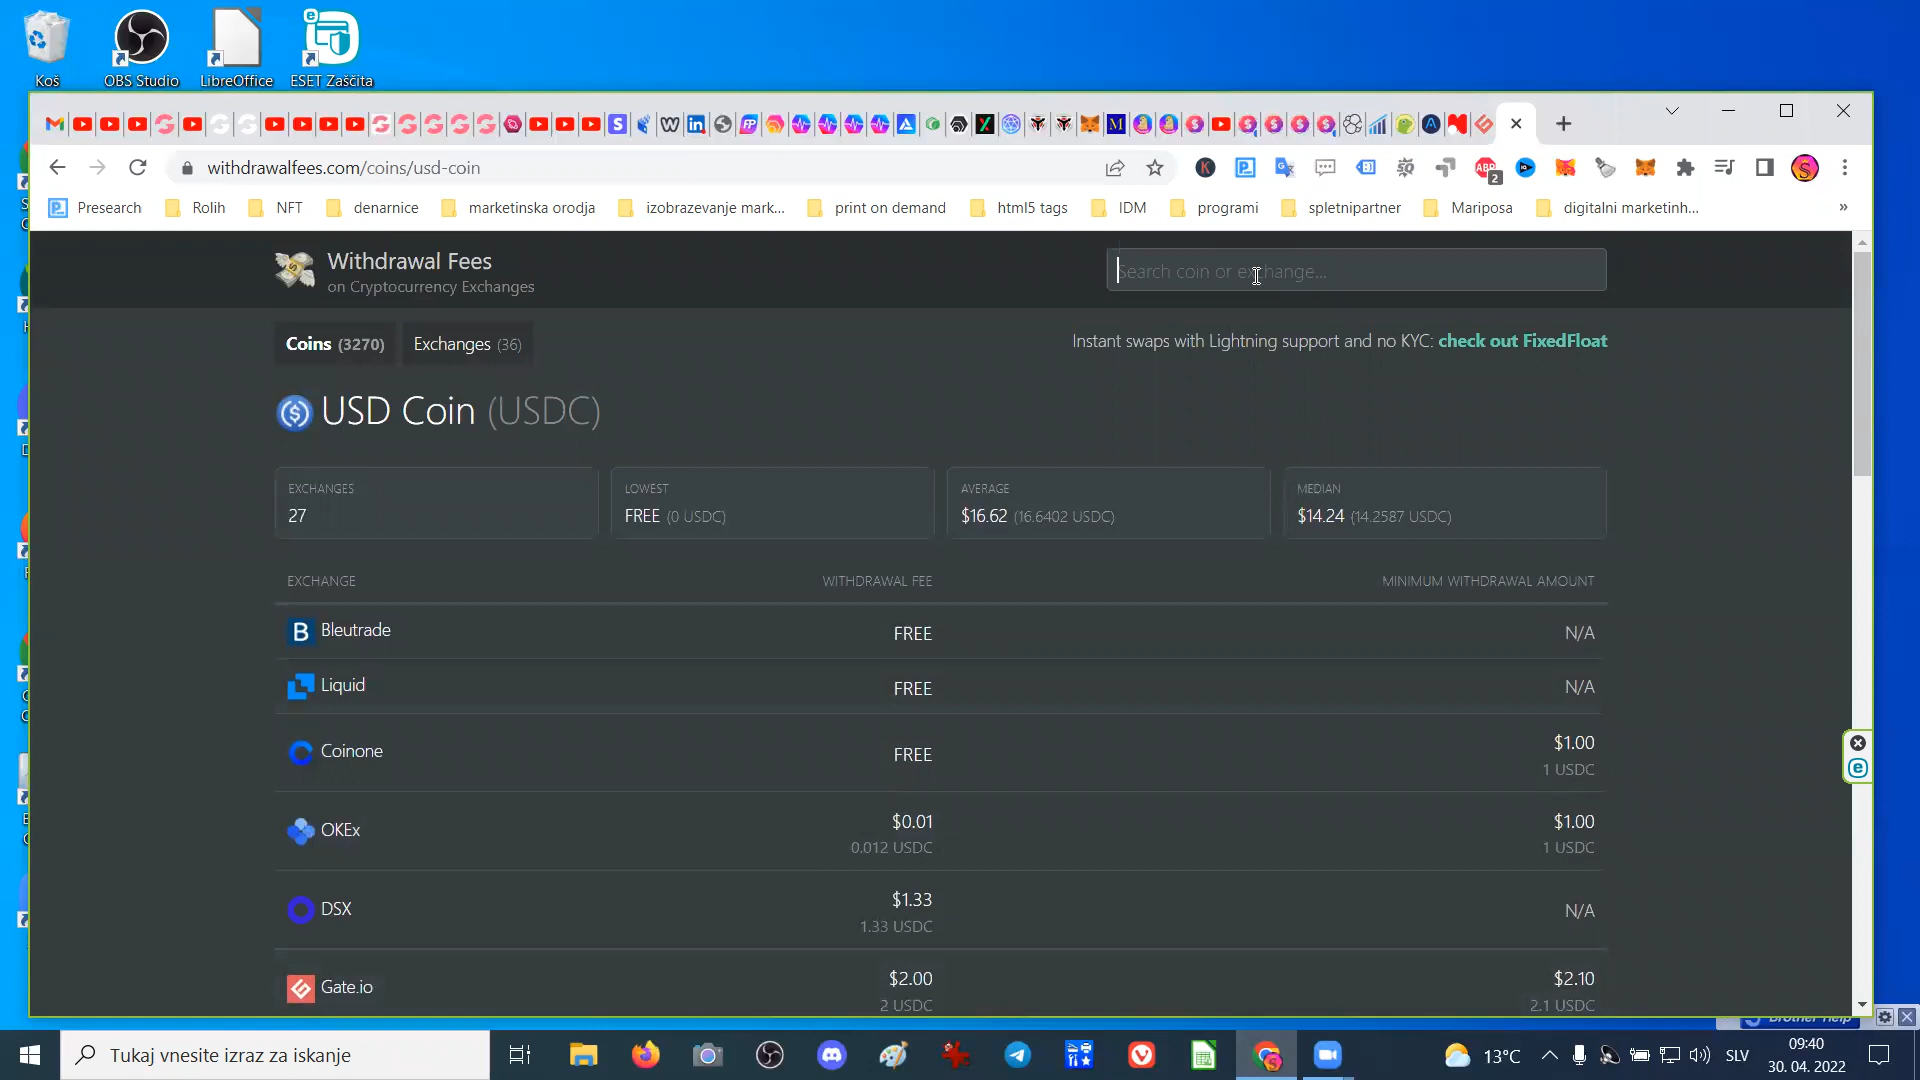 Koš
OBS Studio
LibreOffice
ESET Zaščita
withdrawalfees.com/coins/usd-coin
ABP
2
Presearch
Rolih
NFT
denarnice
marketinska orodja
izobrazevanje mark...
print on demand
html5 tags
IDM
programi
spletnipartner
Mariposa
digitalni marketinh...
»
Withdrawal Fees
on Cryptocurrency Exchanges
Search coin or exchange...
Coins (3270)
Exchanges (36)
Instant swaps with Lightning support and no KYC: check out FixedFloat
USD Coin (USDC)
EXCHANGES
27
LOWEST
FREE (0 USDC)
AVERAGE
$16.62 (16.6402 USDC)
MEDIAN
$14.24 (14.2587 USDC)
EXCHANGE
WITHDRAWAL FEE
MINIMUM WITHDRAWAL AMOUNT
Bleutrade
FREE
N/A
Liquid
FREE
N/A
Coinone
FREE
$1.00
1 USDC
OKEx
$0.01
0.012 USDC
$1.00
1 USDC
DSX
$1.33
1.33 USDC
N/A
Gate.io
$2.00
2 USDC
$2.10
2.1 USDC
Brother Help
Tukaj vnesite izraz za iskanje
13°C
SLV
09:40
30. 04. 2022